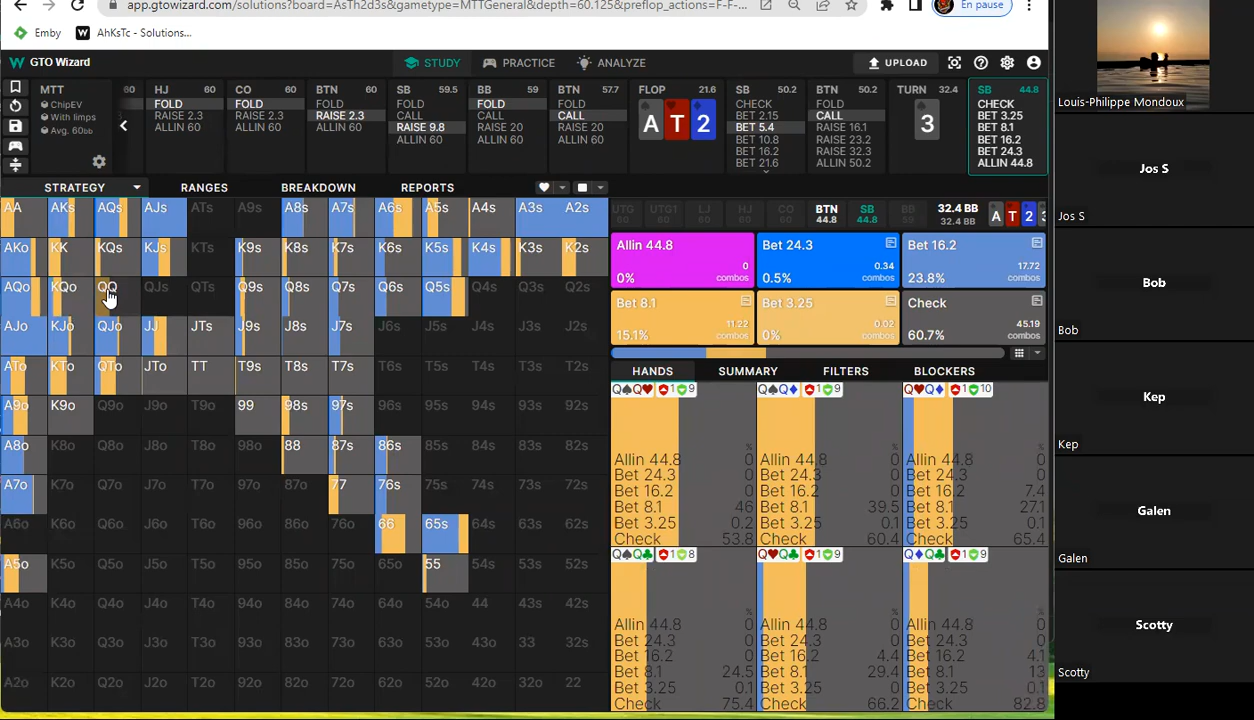 app.gtowizard.com/solutions?board=AsTh2d3s&gametype=MTTGeneral&depth=60.125&preflop_actions=F-F-...
En pause
Emby
AhKsTc - Solutions...
GTO Wizard
STUDY
PRACTICE
ANALYZE
UPLOAD
MTT
ChipEV
With limps
Avg. 60bb
60
HJ 60
FOLD
RAISE 2.3
ALLIN 60
CO 60
FOLD
RAISE 2.3
ALLIN 60
BTN 60
FOLD
RAISE 2.3
ALLIN 60
SB 59.5
FOLD
CALL
RAISE 9.8
ALLIN 60
BB 59
FOLD
CALL
RAISE 20
ALLIN 60
BTN 57.7
FOLD
CALL
RAISE 20
ALLIN 60
FLOP 21.6
A T 2
SB 50.2
CHECK
BET 2.15
BET 5.4
BET 10.8
BET 16.2
BET 21.6
BTN 50.2
FOLD
CALL
RAISE 16.1
RAISE 23.2
RAISE 32.3
ALLIN 50.2
TURN 32.4
3
SB 44.8
CHECK
BET 3.25
BET 8.1
BET 16.2
BET 24.3
ALLIN 44.8
STRATEGY
RANGES
BREAKDOWN
REPORTS
AA AKs AQs AJs ATs A9s A8s A7s A6s A5s A4s A3s A2s
AKo KK KQs KJs KTs K9s K8s K7s K6s K5s K4s K3s K2s
AQo KQo QQ QJs QTs Q9s Q8s Q7s Q6s Q5s Q4s Q3s Q2s
AJo KJo QJo JJ JTs J9s J8s J7s J6s J5s J4s J3s J2s
ATo KTo QTo JTo TT T9s T8s T7s T6s T5s T4s T3s T2s
A9o K9o Q9o J9o T9o 99 98s 97s 96s 95s 94s 93s 92s
A8o K8o Q8o J8o T8o 98o 88 87s 86s 85s 84s 83s 82s
A7o K7o Q7o J7o T7o 97o 87o 77 76s 75s 74s 73s 72s
A6o K6o Q6o J6o T6o 96o 86o 76o 66 65s 64s 63s 62s
A5o K5o Q5o J5o T5o 95o 85o 75o 65o 55 54s 53s 52s
A4o K4o Q4o J4o T4o 94o 84o 74o 64o 54o 44 43s 42s
A3o K3o Q3o J3o T3o 93o 83o 73o 63o 53o 43o 33 32s
A2o K2o Q2o J2o T2o 92o 82o 72o 62o 52o 42o 32o 22
UTG 60
UTG1 60
LJ 60
HJ 60
CO 60
BTN 44.8
SB 44.8
BB 59
32.4 BB
32.4 BB
A T 2 3
Allin 44.8
0%
0 combos
Bet 24.3
0.5%
0.34 combos
Bet 16.2
23.8%
17.72 combos
Bet 8.1
15.1%
11.22 combos
Bet 3.25
0%
0.02 combos
Check
60.7%
45.19 combos
HANDS
SUMMARY
FILTERS
BLOCKERS
Q♠Q♥ 1 9
%
Allin 44.8 0
Bet 24.3 0
Bet 16.2 0
Bet 8.1 46
Bet 3.25 0.2
Check 53.8
Q♠Q♦ 1 9
%
Allin 44.8 0
Bet 24.3 0
Bet 16.2 0
Bet 8.1 39.5
Bet 3.25 0.1
Check 60.4
Q♥Q♦ 1 10
%
Allin 44.8 0
Bet 24.3 0
Bet 16.2 7.4
Bet 8.1 27.1
Bet 3.25 0.1
Check 65.4
Q♠Q♣ 1 8
%
Allin 44.8 0
Bet 24.3 0
Bet 16.2 0
Bet 8.1 24.5
Bet 3.25 0.1
Check 75.4
Q♥Q♣ 1 9
%
Allin 44.8 0
Bet 24.3 0
Bet 16.2 4.4
Bet 8.1 29.4
Bet 3.25 0.1
Check 66.2
Q♦Q♣ 1 9
%
Allin 44.8 0
Bet 24.3 0
Bet 16.2 4.1
Bet 8.1 13
Bet 3.25 0.1
Check 82.8
Louis-Philippe Mondoux
Jos S
Jos S
Bob
Bob
Kep
Kep
Galen
Galen
Scotty
Scotty